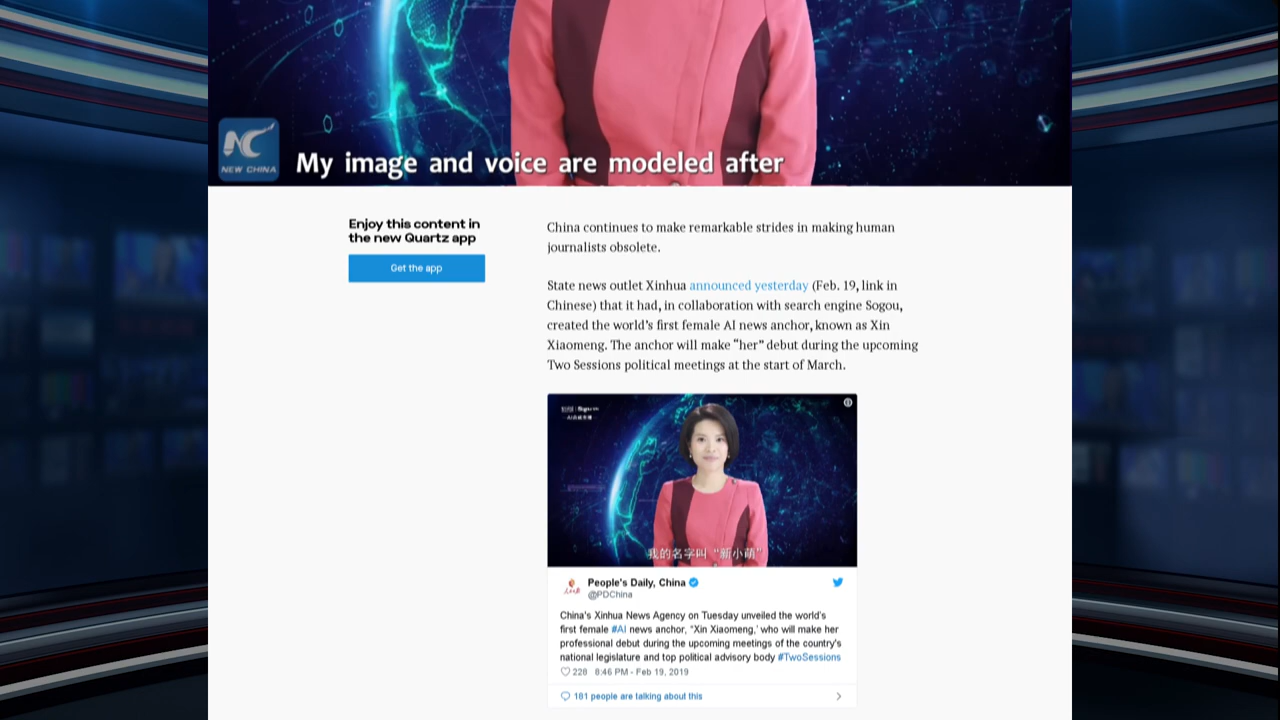 NEW CHINA
My image and voice are modeled after
Enjoy this content in
the new Quartz app
Get the app
China continues to make remarkable strides in making human
journalists obsolete.
State news outlet Xinhua announced yesterday (Feb. 19, link in
Chinese) that it had, in collaboration with search engine Sogou,
created the world's first female AI news anchor, known as Xin
Xiaomeng. The anchor will make “her” debut during the upcoming
Two Sessions political meetings at the start of March.
我的名字叫 “新小萌”
People's Daily, China
@PDChina
China's Xinhua News Agency on Tuesday unveiled the world's
first female #AI news anchor, "Xin Xiaomeng,' who will make her
professional debut during the upcoming meetings of the country's
national legislature and top political advisory body #TwoSessions
228 8:46 PM - Feb 19, 2019
181 people are talking about this